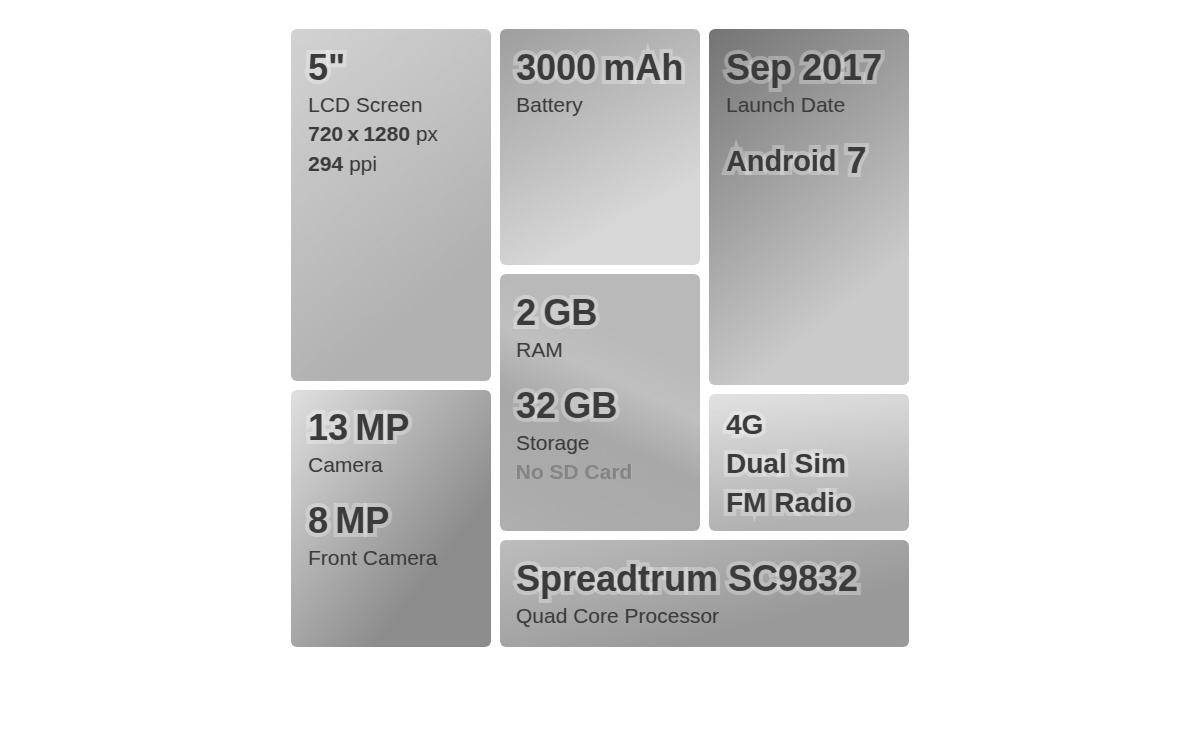 5"
LCD Screen
720 x 1280 px
294 ppi
3000 mAh
Battery
Sep 2017
Launch Date
Android 7
2 GB
RAM
32 GB
Storage
No SD Card
13 MP
Camera
8 MP
Front Camera
4G
Dual Sim
FM Radio
Spreadtrum SC9832
Quad Core Processor